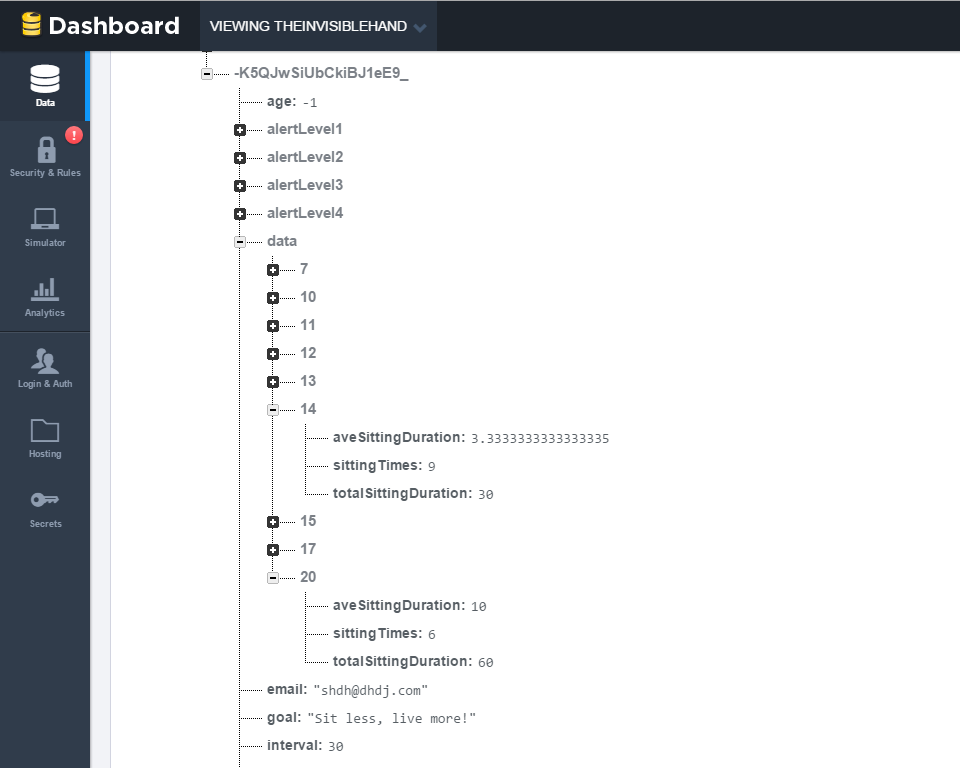 Dashboard
VIEWING THEINVISIBLEHAND
Data
!
Security & Rules
Simulator
Analytics
Login & Auth
Hosting
Secrets
-K5QJwSiUbCkiBJ1eE9_
age: -1
alertLevel1
alertLevel2
alertLevel3
alertLevel4
data
7
10
11
12
13
14
aveSittingDuration: 3.3333333333333335
sittingTimes: 9
totalSittingDuration: 30
15
17
20
aveSittingDuration: 10
sittingTimes: 6
totalSittingDuration: 60
email: "shdh@dhdj.com"
goal: "Sit less, live more!"
interval: 30